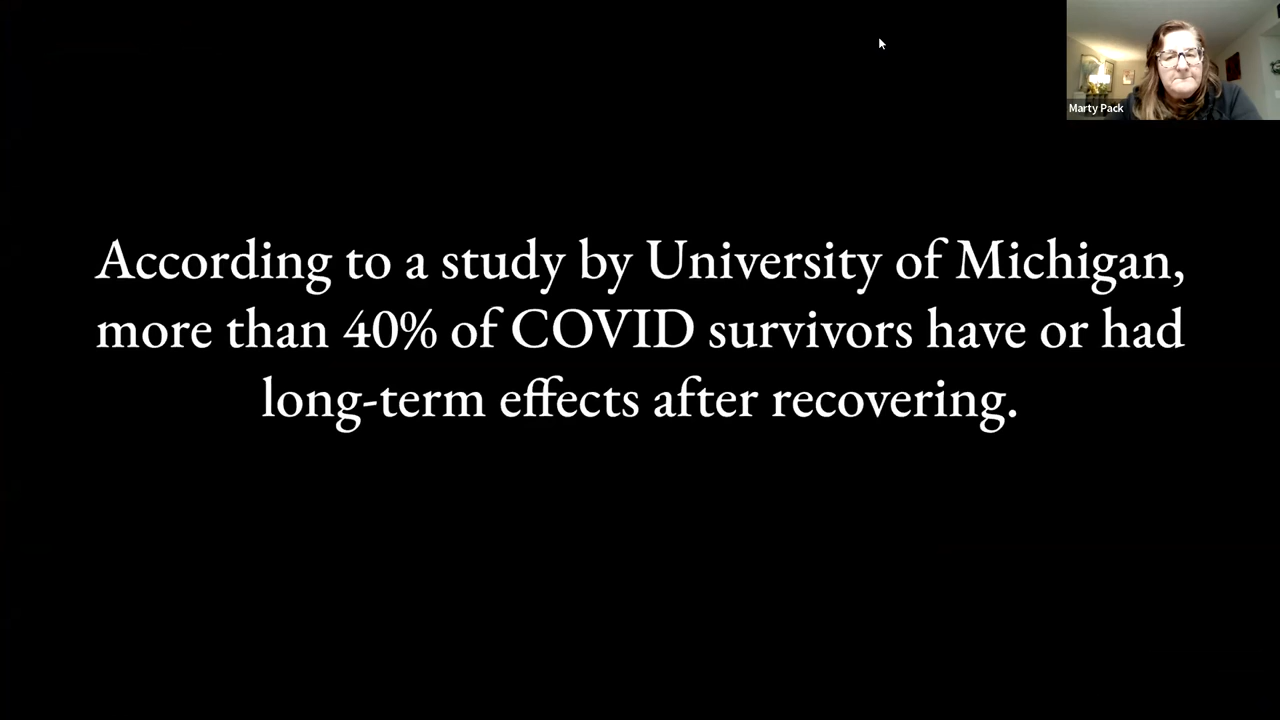 Marty Pack
According to a study by University of Michigan,
more than 40% of COVID survivors have or had
long-term effects after recovering.